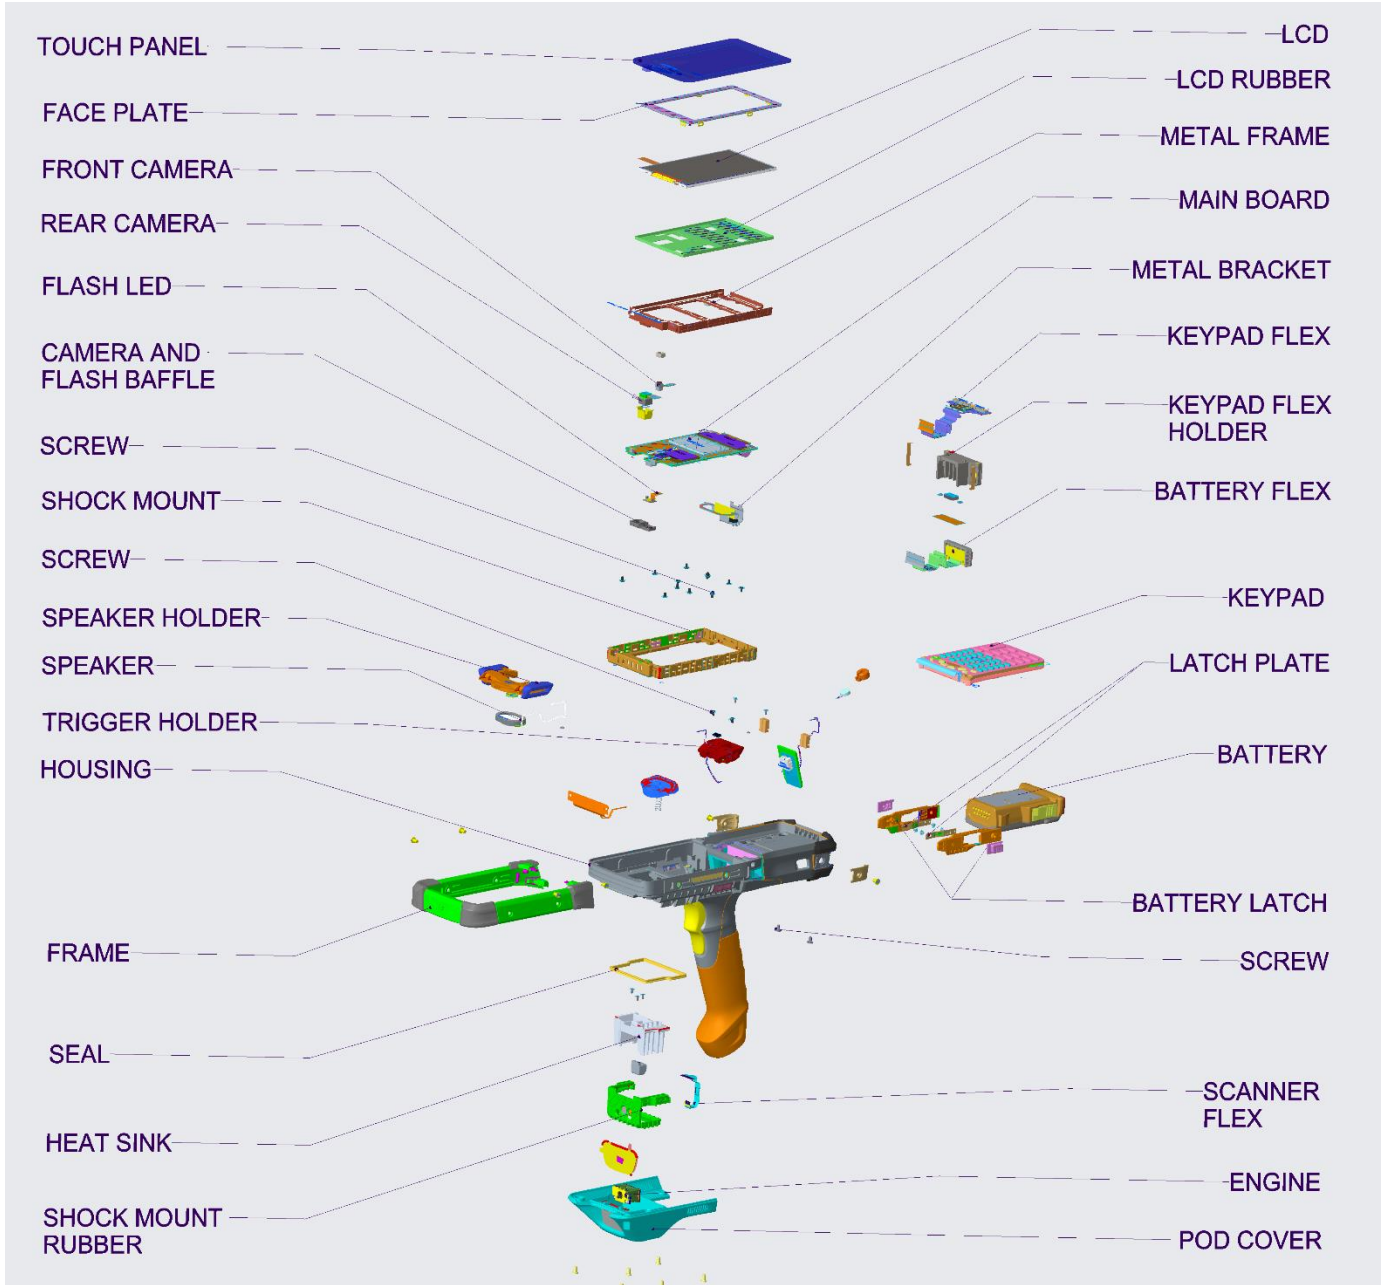 TOUCH PANEL
FACE PLATE
FRONT CAMERA
REAR CAMERA
FLASH LED
CAMERA AND
FLASH BAFFLE
SCREW
SHOCK MOUNT
SCREW
SPEAKER HOLDER
SPEAKER
TRIGGER HOLDER
HOUSING
FRAME
SEAL
HEAT SINK
SHOCK MOUNT
RUBBER
LCD
LCD RUBBER
METAL FRAME
MAIN BOARD
METAL BRACKET
KEYPAD FLEX
KEYPAD FLEX
HOLDER
BATTERY FLEX
KEYPAD
LATCH PLATE
BATTERY
BATTERY LATCH
SCREW
SCANNER
FLEX
ENGINE
POD COVER